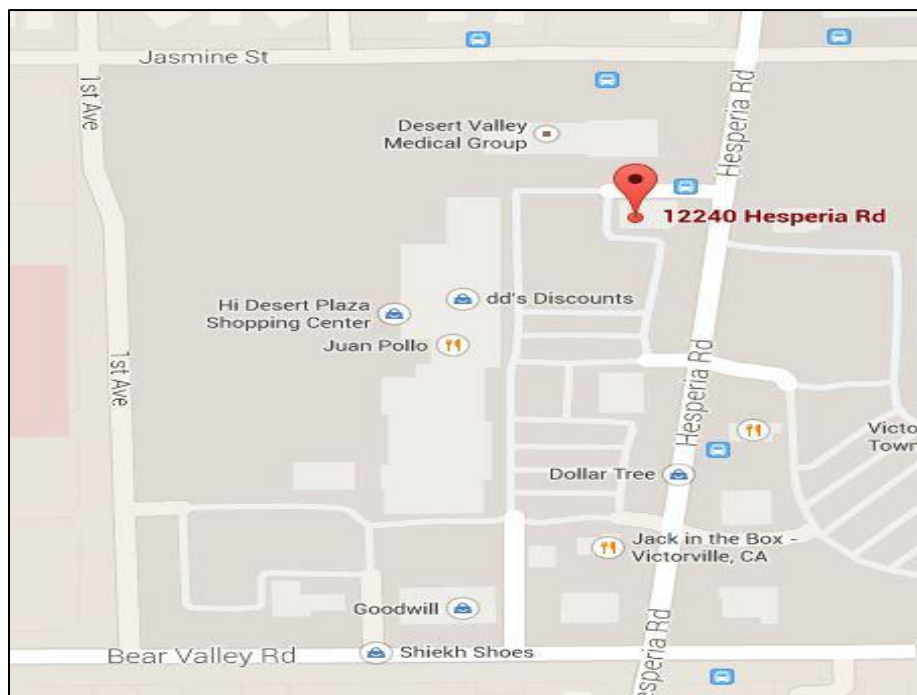 Jasmine St
1st Ave
Hesperia Rd
Desert Valley
Medical Group
12240 Hesperia Rd
dd's Discounts
Hi Desert Plaza
Shopping Center
Juan Pollo
1st Ave
Hesperia Rd
Victo
Town
Dollar Tree
Jack in the Box -
Victorville, CA
Goodwill
Hesperia Rd
Bear Valley Rd
Shiekh Shoes